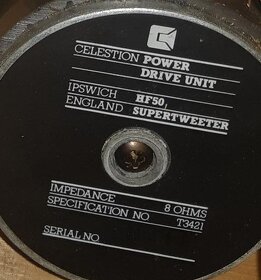 CELESTION POWER
DRIVE UNIT
IPSWICH HF50,
ENGLAND SUPERTWEETER
IMPEDANCE 8 OHMS
SPECIFICATION NO T3421
SERIAL NO